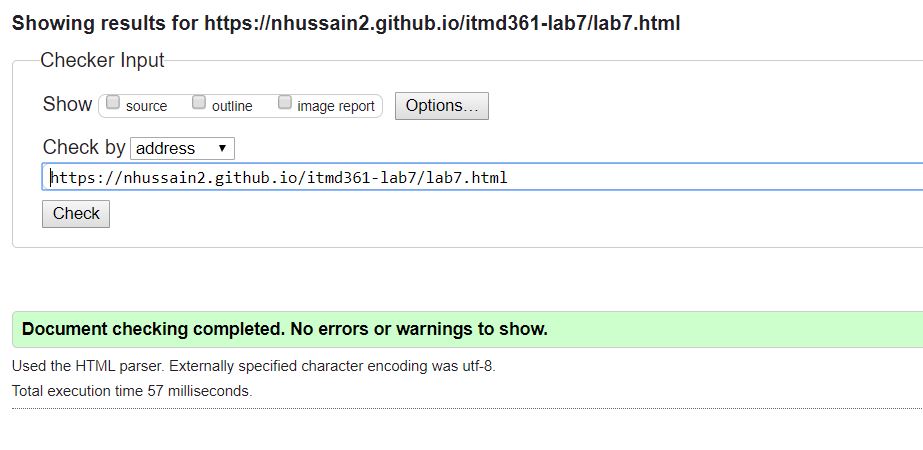 Showing results for https://nhussain2.github.io/itmd361-lab7/lab7.html
Checker Input
Show source outline image report Options...
Check by address
https://nhussain2.github.io/itmd361-lab7/lab7.html
Check
Document checking completed. No errors or warnings to show.
Used the HTML parser. Externally specified character encoding was utf-8.
Total execution time 57 milliseconds.